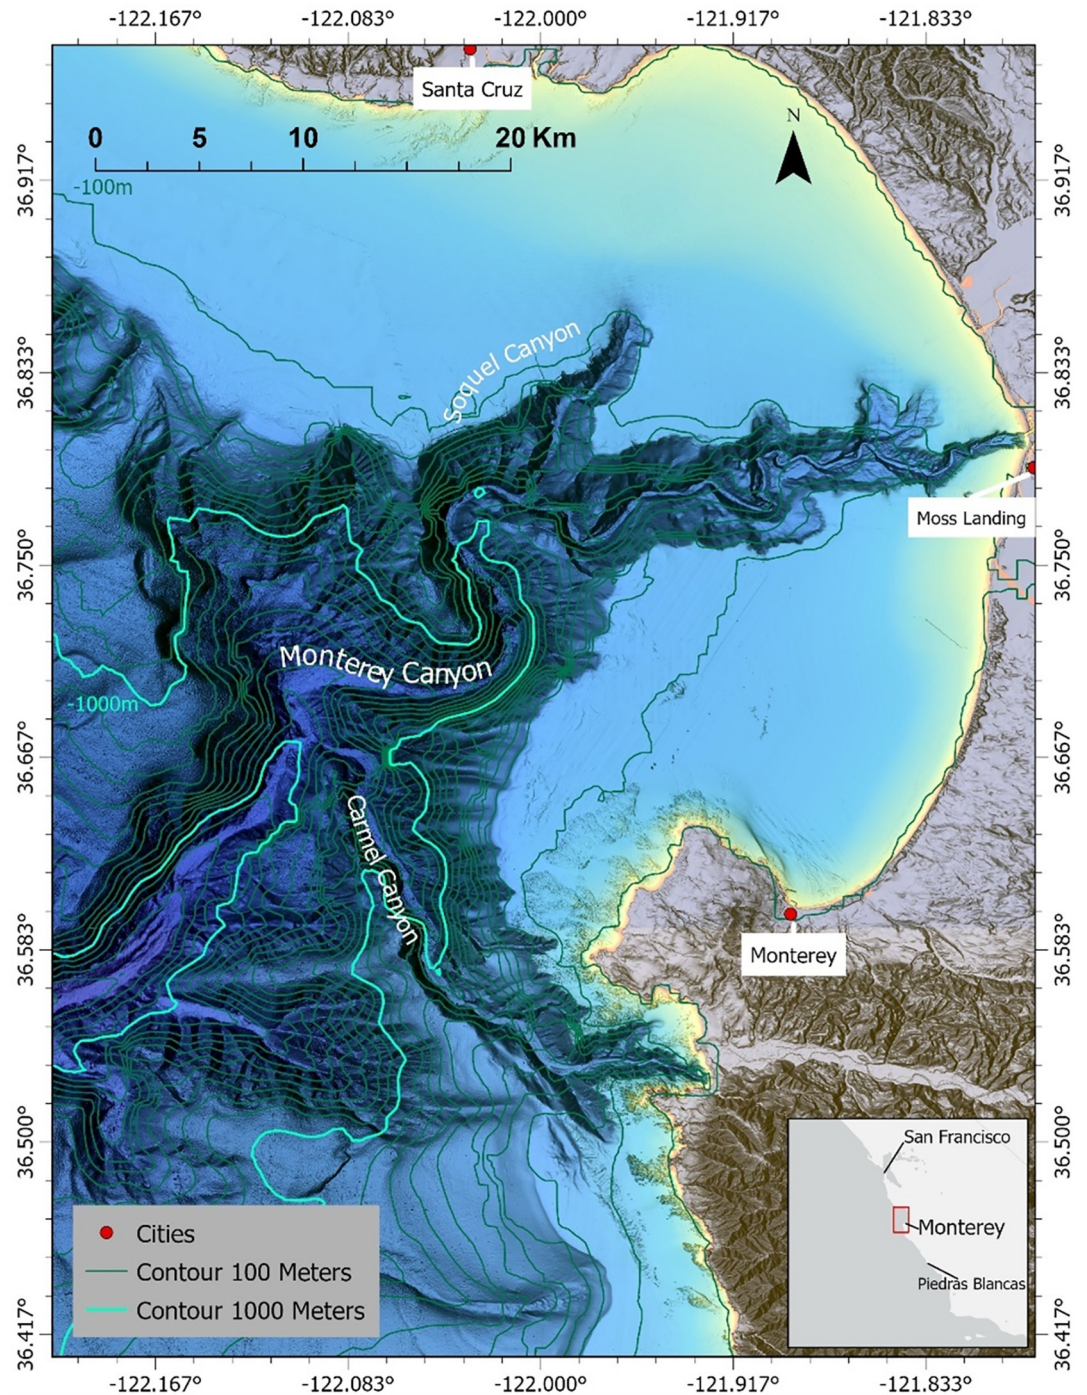 -122.167° -122.083° -122.000° -121.917° -121.833°
Santa Cruz
0 5 10 20 Km
N
-100m
36.917° 36.917°
Soquel Canyon
36.833° 36.833°
Moss Landing
36.750° 36.750°
Monterey Canyon
-1000m
36.667° 36.667°
Carmel Canyon
36.583° 36.583°
Monterey
36.500° 36.500°
San Francisco
Monterey
Piedras Blancas
Cities
Contour 100 Meters
Contour 1000 Meters
36.417° 36.417°
-122.167° -122.083° -122.000° -121.917° -121.833°